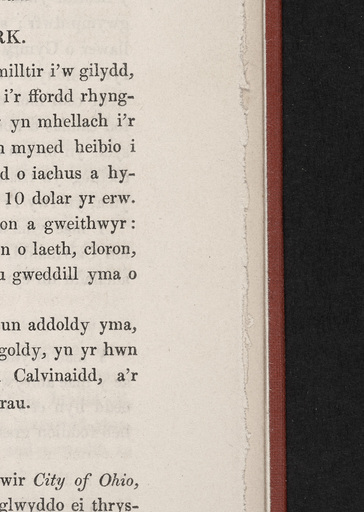 RK.
milltir i'w gilydd,
i'r ffordd rhyng-
yn mhellach i'r
myned heibio i
d o iachus a hy-
10 dolar yr erw.
on a gweithwyr:
n o laeth, cloron,
u gweddill yma o
un addoldy yma,
goldy, yn yr hwn
Calvinaidd, a'r
rau.
wir City of Ohio,
glwyddo ei thrys-